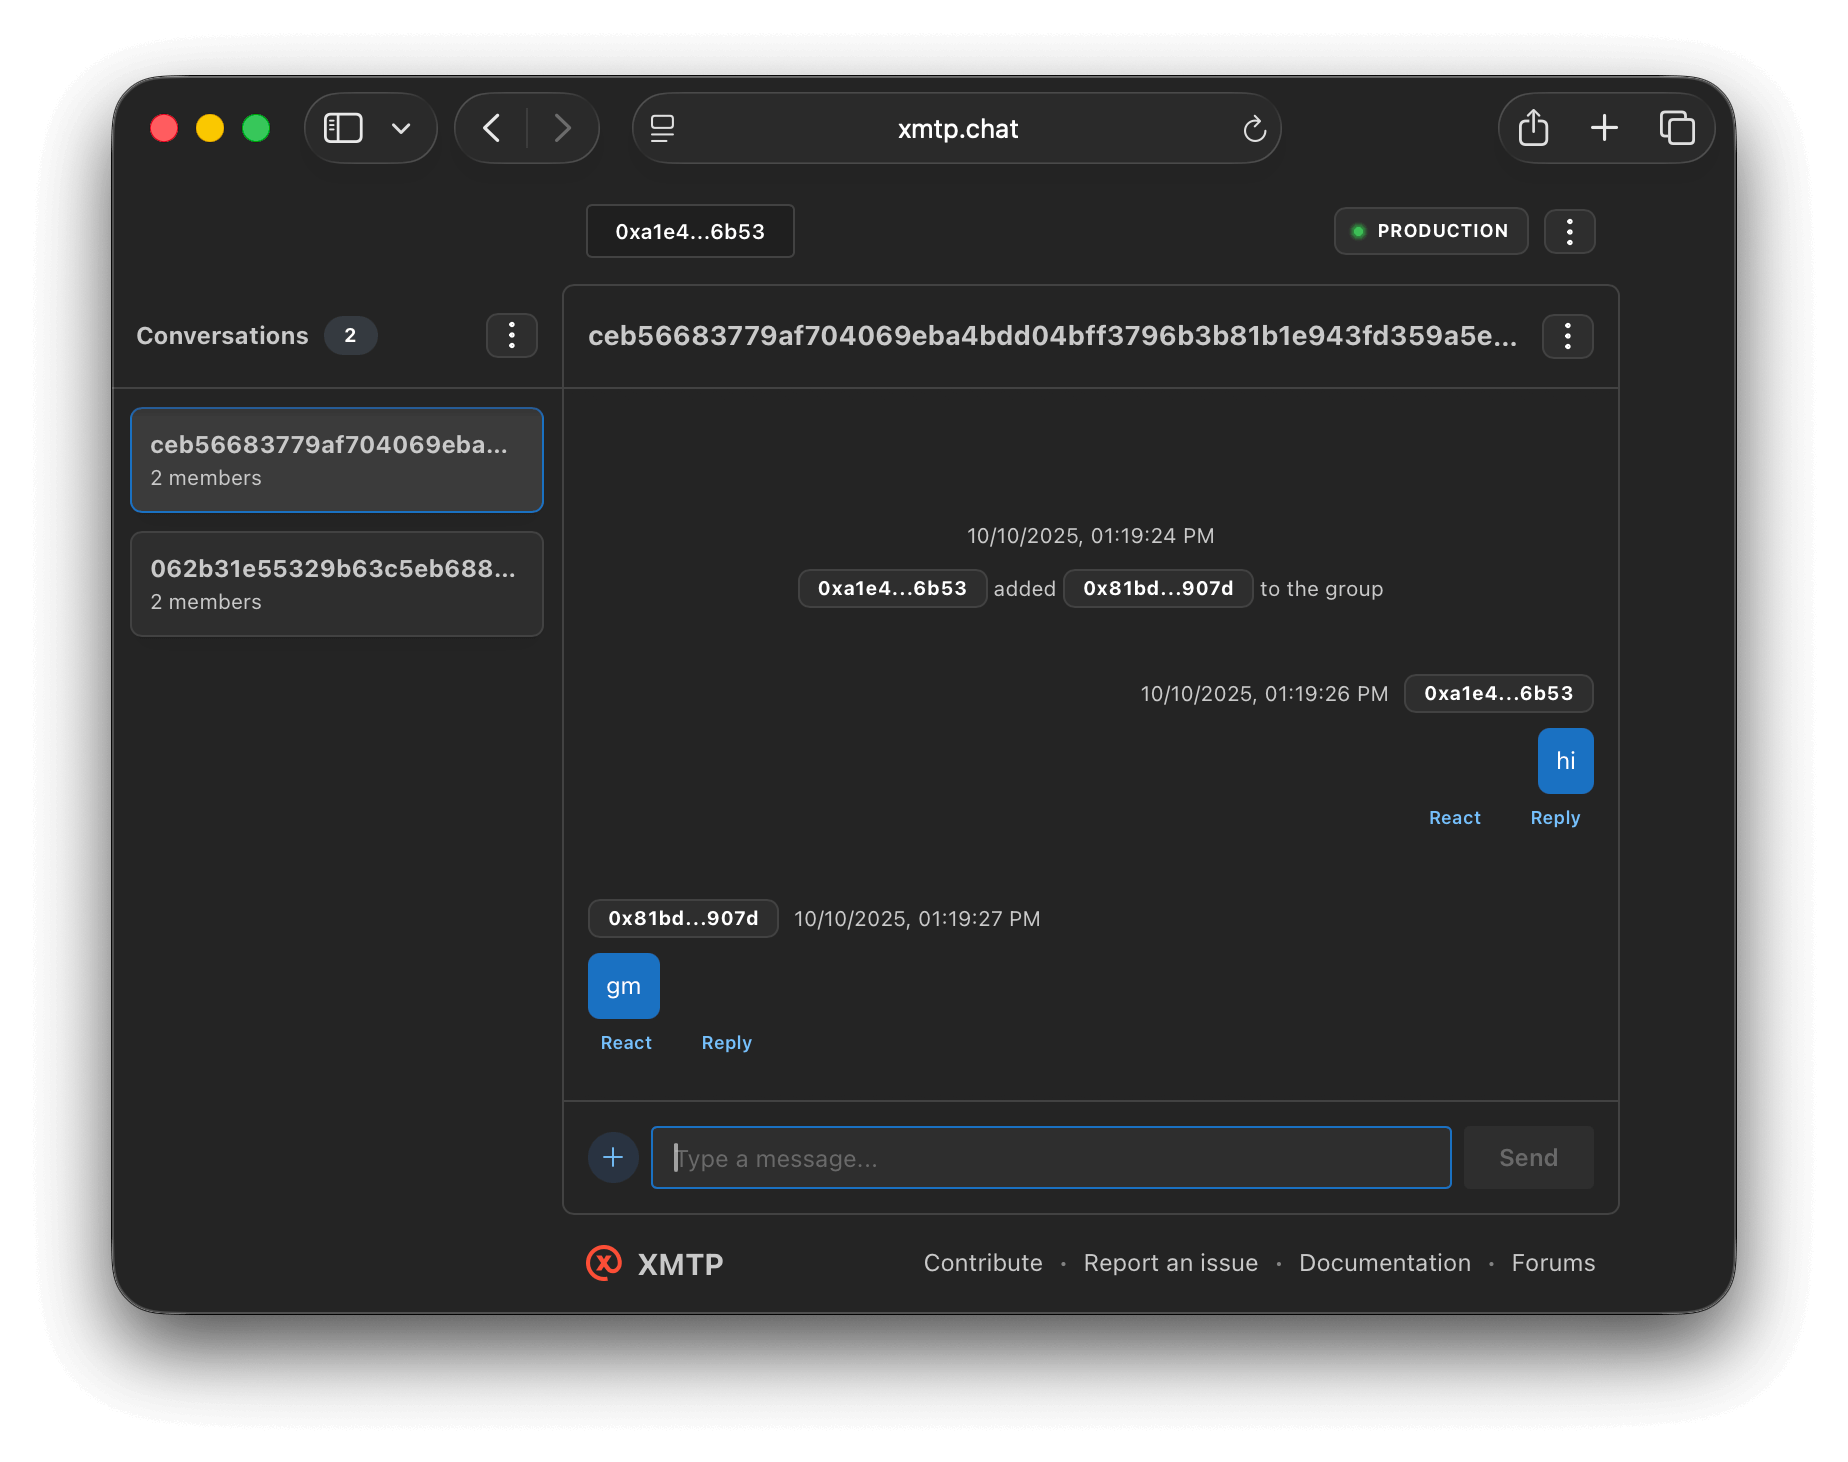 xmtp.chat
0xa1e4...6b53
PRODUCTION
Conversations 2
ceb56683779af704069eba...
2 members
062b31e55329b63c5eb688...
2 members
ceb56683779af704069eba4bdd04bff3796b3b81b1e943fd359a5e...
10/10/2025, 01:19:24 PM
0xa1e4...6b53 added 0x81bd...907d to the group
10/10/2025, 01:19:26 PM 0xa1e4...6b53
hi
React Reply
0x81bd...907d 10/10/2025, 01:19:27 PM
gm
React Reply
Type a message...
Send
XMTP
Contribute · Report an issue · Documentation · Forums